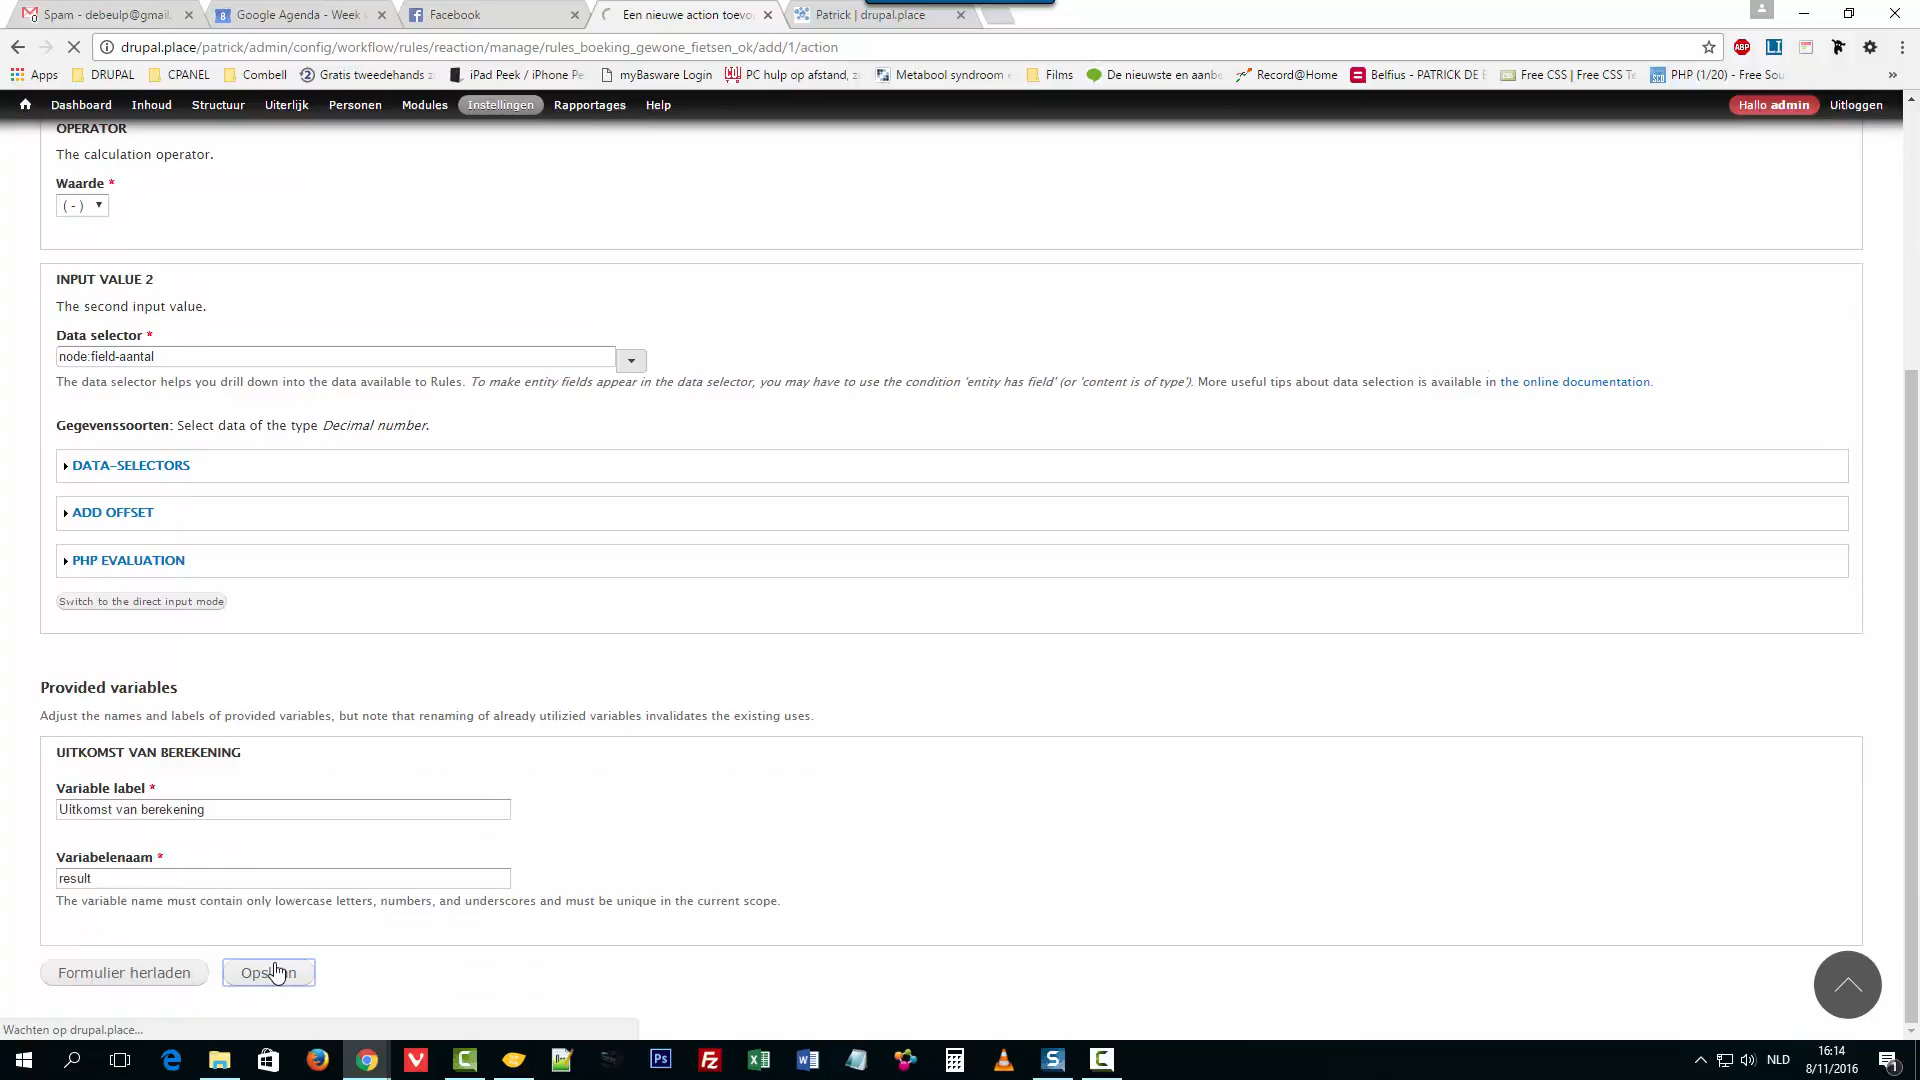 Spam - debeulp@gmail.
Google Agenda - Week
Facebook
Een nieuwe action toevo
Patrick | drupal.place
drupal.place/patrick/admin/config/workflow/rules/reaction/manage/rules_boeking_gewone_fietsen_ok/add/1/action
Apps
DRUPAL
CPANEL
Combell
Gratis tweedehands
iPad Peek / iPhone Pe
myBasware Login
PC hulp op afstand,
Metabool syndroom
Films
De nieuwste en aanb
Record@Home
Belfius - PATRICK DE
Free CSS | Free CSS Te
PHP (1/20) - Free Sou
Dashboard
Inhoud
Structuur
Uiterlijk
Personen
Modules
Instellingen
Rapportages
Help
Hallo admin
Uitloggen
OPERATOR
The calculation operator.
Waarde *
( - )
INPUT VALUE 2
The second input value.
Data selector *
node:field-aantal
The data selector helps you drill down into the data available to Rules. To make entity fields appear in the data selector, you may have to use the condition 'entity has field' (or 'content is of type'). More useful tips about data selection is available in the online documentation.
Gegevenssoorten: Select data of the type Decimal number.
DATA-SELECTORS
ADD OFFSET
PHP EVALUATION
Switch to the direct input mode
Provided variables
Adjust the names and labels of provided variables, but note that renaming of already utilizied variables invalidates the existing uses.
UITKOMST VAN BEREKENING
Variable label *
Uitkomst van berekening
Variabelenaam *
result
The variable name must contain only lowercase letters, numbers, and underscores and must be unique in the current scope.
Formulier herladen
Wachten op drupal.place...
NLD
16:14
8/11/2016